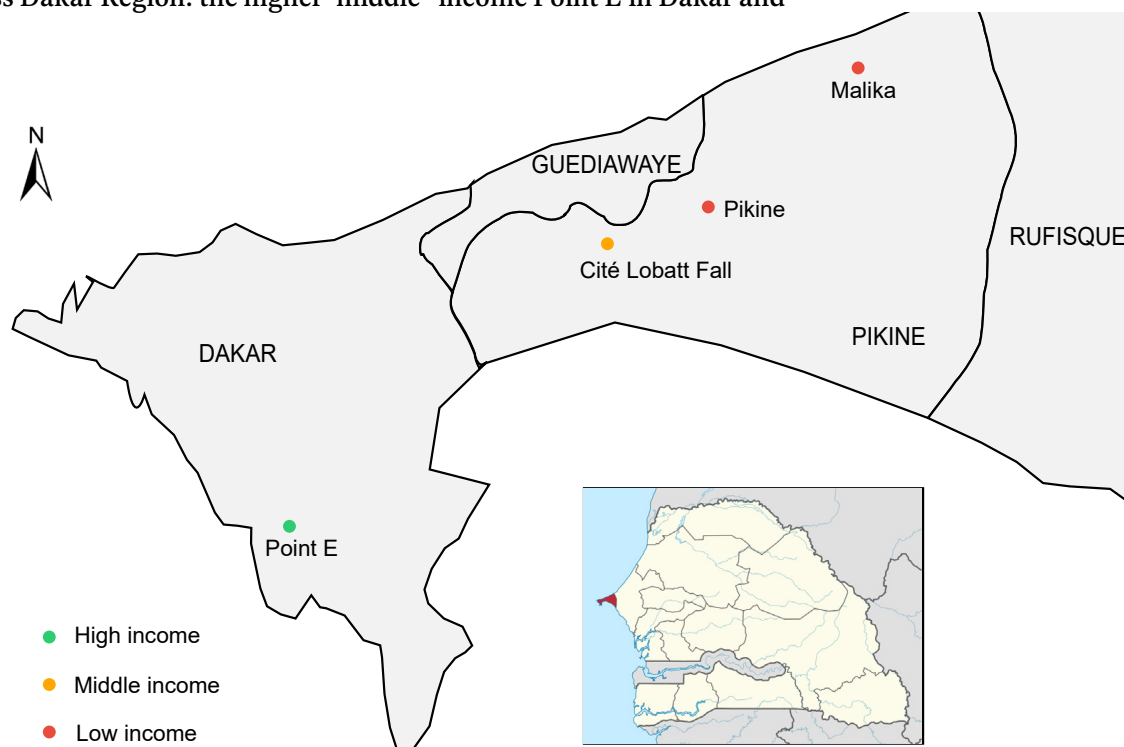 ss Dakar Region: the higher-middle- income Point E in Dakar and
Malika
N
GUEDIAWAYE
Pikine
RUFISQUE
Cité Lobatt Fall
PIKINE
DAKAR
Point E
High income
Middle income
Low income